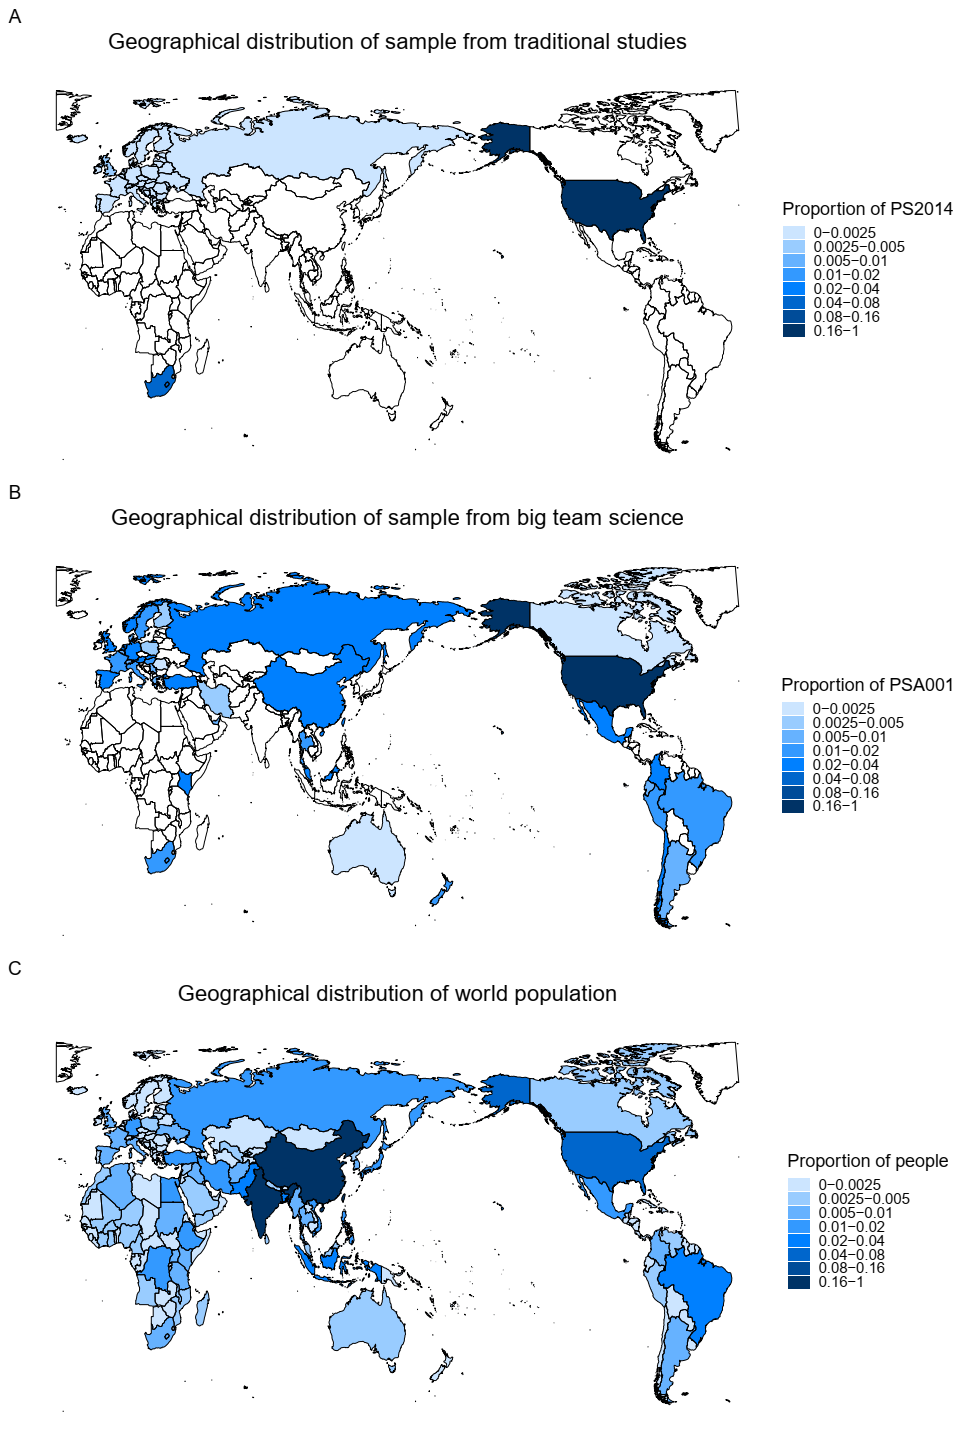 A
Geographical distribution of sample from traditional studies
Proportion of PS2014
0−0.0025
0.0025−0.005
0.005−0.01
0.01−0.02
0.02−0.04
0.04−0.08
0.08−0.16
0.16−1
B
Geographical distribution of sample from big team science
Proportion of PSA001
0−0.0025
0.0025−0.005
0.005−0.01
0.01−0.02
0.02−0.04
0.04−0.08
0.08−0.16
0.16−1
C
Geographical distribution of world population
Proportion of people
0−0.0025
0.0025−0.005
0.005−0.01
0.01−0.02
0.02−0.04
0.04−0.08
0.08−0.16
0.16−1